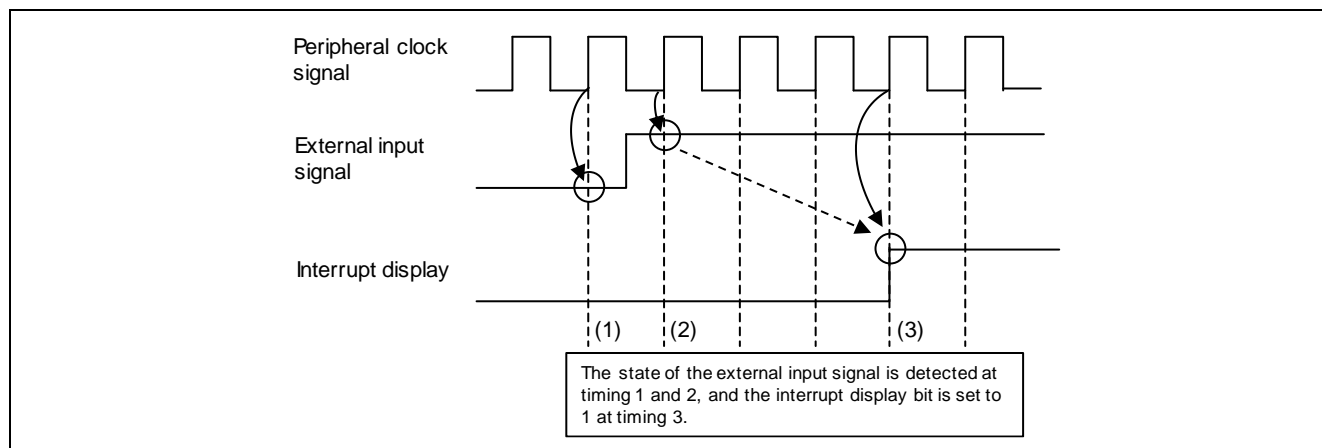 Peripheral clock
signal
External input
signal
Interrupt display
(1)
(2)
(3)
The state of the external input signal is detected at
timing 1 and 2, and the interrupt display bit is set to
1 at timing 3.